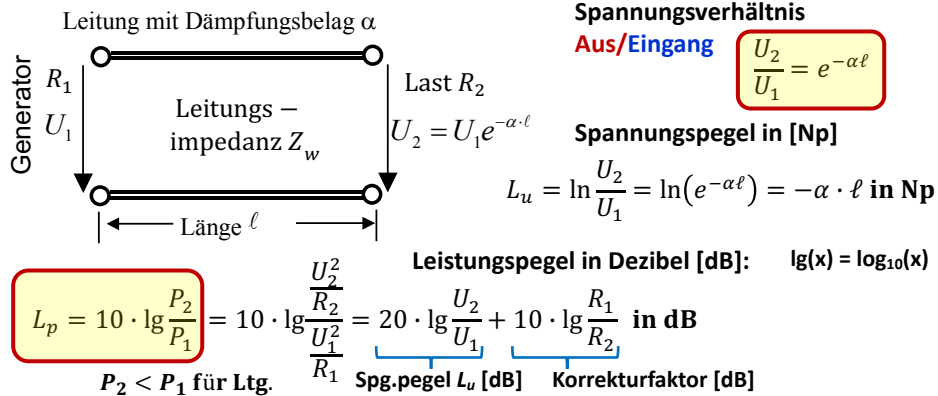 Leitung mit Dämpfungsbelag α
Generator
R₁
U₁
Leitungs −
impedanz Z_w
Last R₂
U₂ = U₁e^{−α·ℓ}
Länge ℓ
Spannungsverhältnis
Aus/Eingang
U₂/U₁ = e^{−αℓ}
Spannungspegel in [Np]
L_u = ln U₂/U₁ = ln(e^{−αℓ}) = −α · ℓ in Np
Leistungspegel in Dezibel [dB]: lg(x) = log₁₀(x)
L_p = 10 · lg P₂/P₁ = 10 · lg (U₂²/R₂)/(U₁²/R₁) = 20 · lg U₂/U₁ + 10 · lg R₁/R₂ in dB
P₂ < P₁ für Ltg.
Spg.pegel L_u [dB]
Korrekturfaktor [dB]